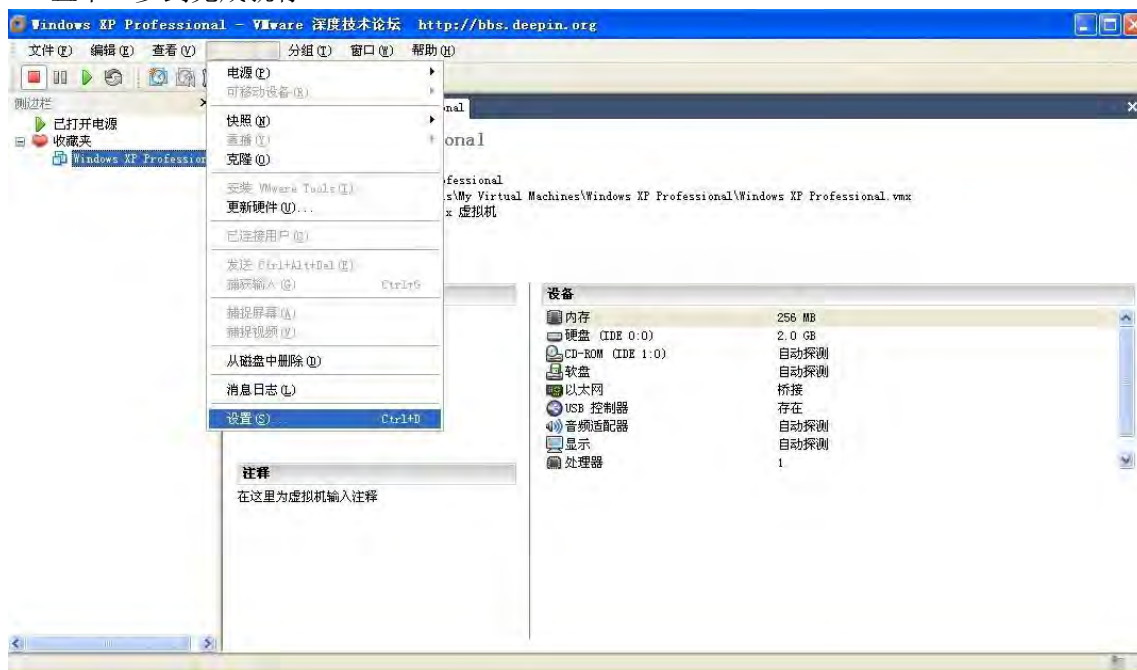 Windows XP Professional - VMware 深度技术论坛 http://bbs.deepin.org
文件(F) 编辑(E) 查看(V) 分组(T) 窗口(W) 帮助(H)
侧边栏
已打开电源
收藏夹
Windows XP Profession
电源(P)
可移动设备(R)
快照(N)
直播(Y)
克隆(O)
安装 VMware Tools(I)
更新硬件(U)...
已连接用户(U)
发送 Ctrl+Alt+Del(E)
捕获输入(G) Ctrl+G
捕捉屏幕(A)
捕捉视频(V)
从磁盘中删除(D)
消息日志(L)
设置(S)... Ctrl+D
nal
onal
fessional
s\My Virtual Machines\Windows XP Professional\Windows XP Professional.vmx
x 虚拟机
设备
内存 256 MB
硬盘 (IDE 0:0) 2.0 GB
CD-ROM (IDE 1:0) 自动探测
软盘 自动探测
以太网 桥接
USB 控制器 存在
音频适配器 自动探测
显示 自动探测
处理器 1
注释
在这里为虚拟机输入注释